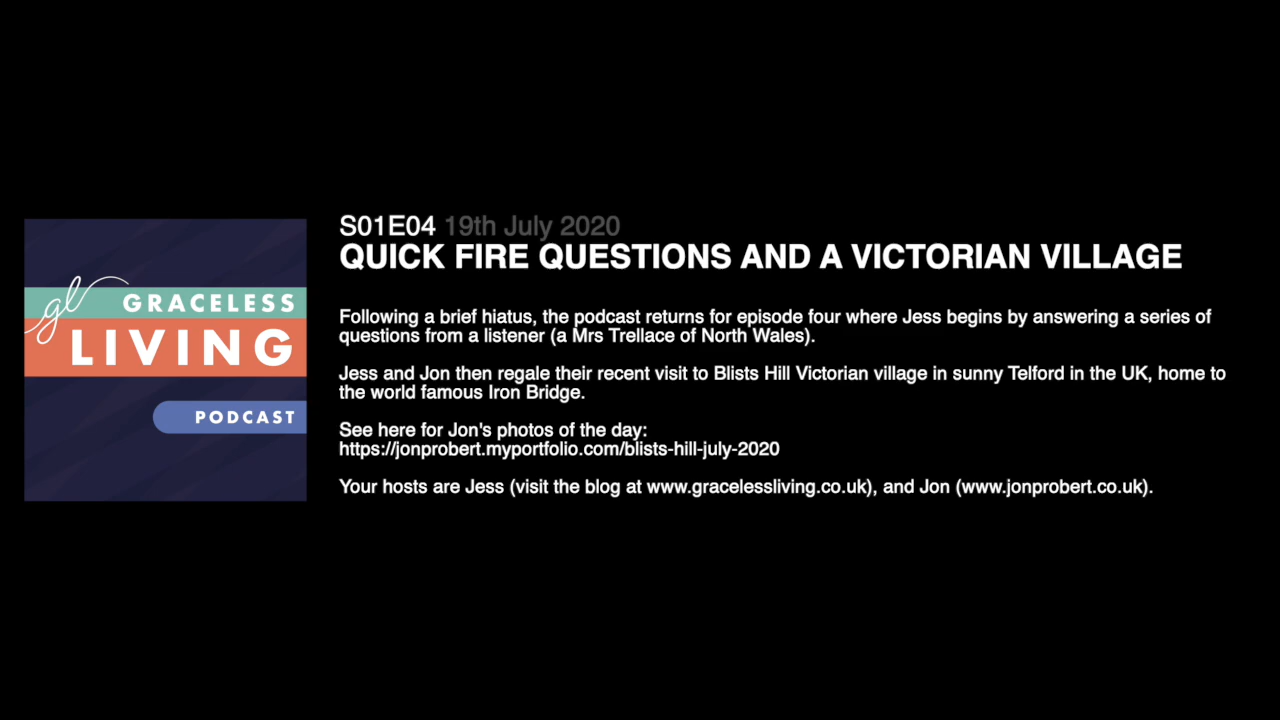 gl GRACELESS
LIVING
PODCAST
S01E04 19th July 2020
QUICK FIRE QUESTIONS AND A VICTORIAN VILLAGE
Following a brief hiatus, the podcast returns for episode four where Jess begins by answering a series of
questions from a listener (a Mrs Trellace of North Wales).
Jess and Jon then regale their recent visit to Blists Hill Victorian village in sunny Telford in the UK, home to
the world famous Iron Bridge.
See here for Jon's photos of the day:
https://jonprobert.myportfolio.com/blists-hill-july-2020
Your hosts are Jess (visit the blog at www.gracelessliving.co.uk), and Jon (www.jonprobert.co.uk).